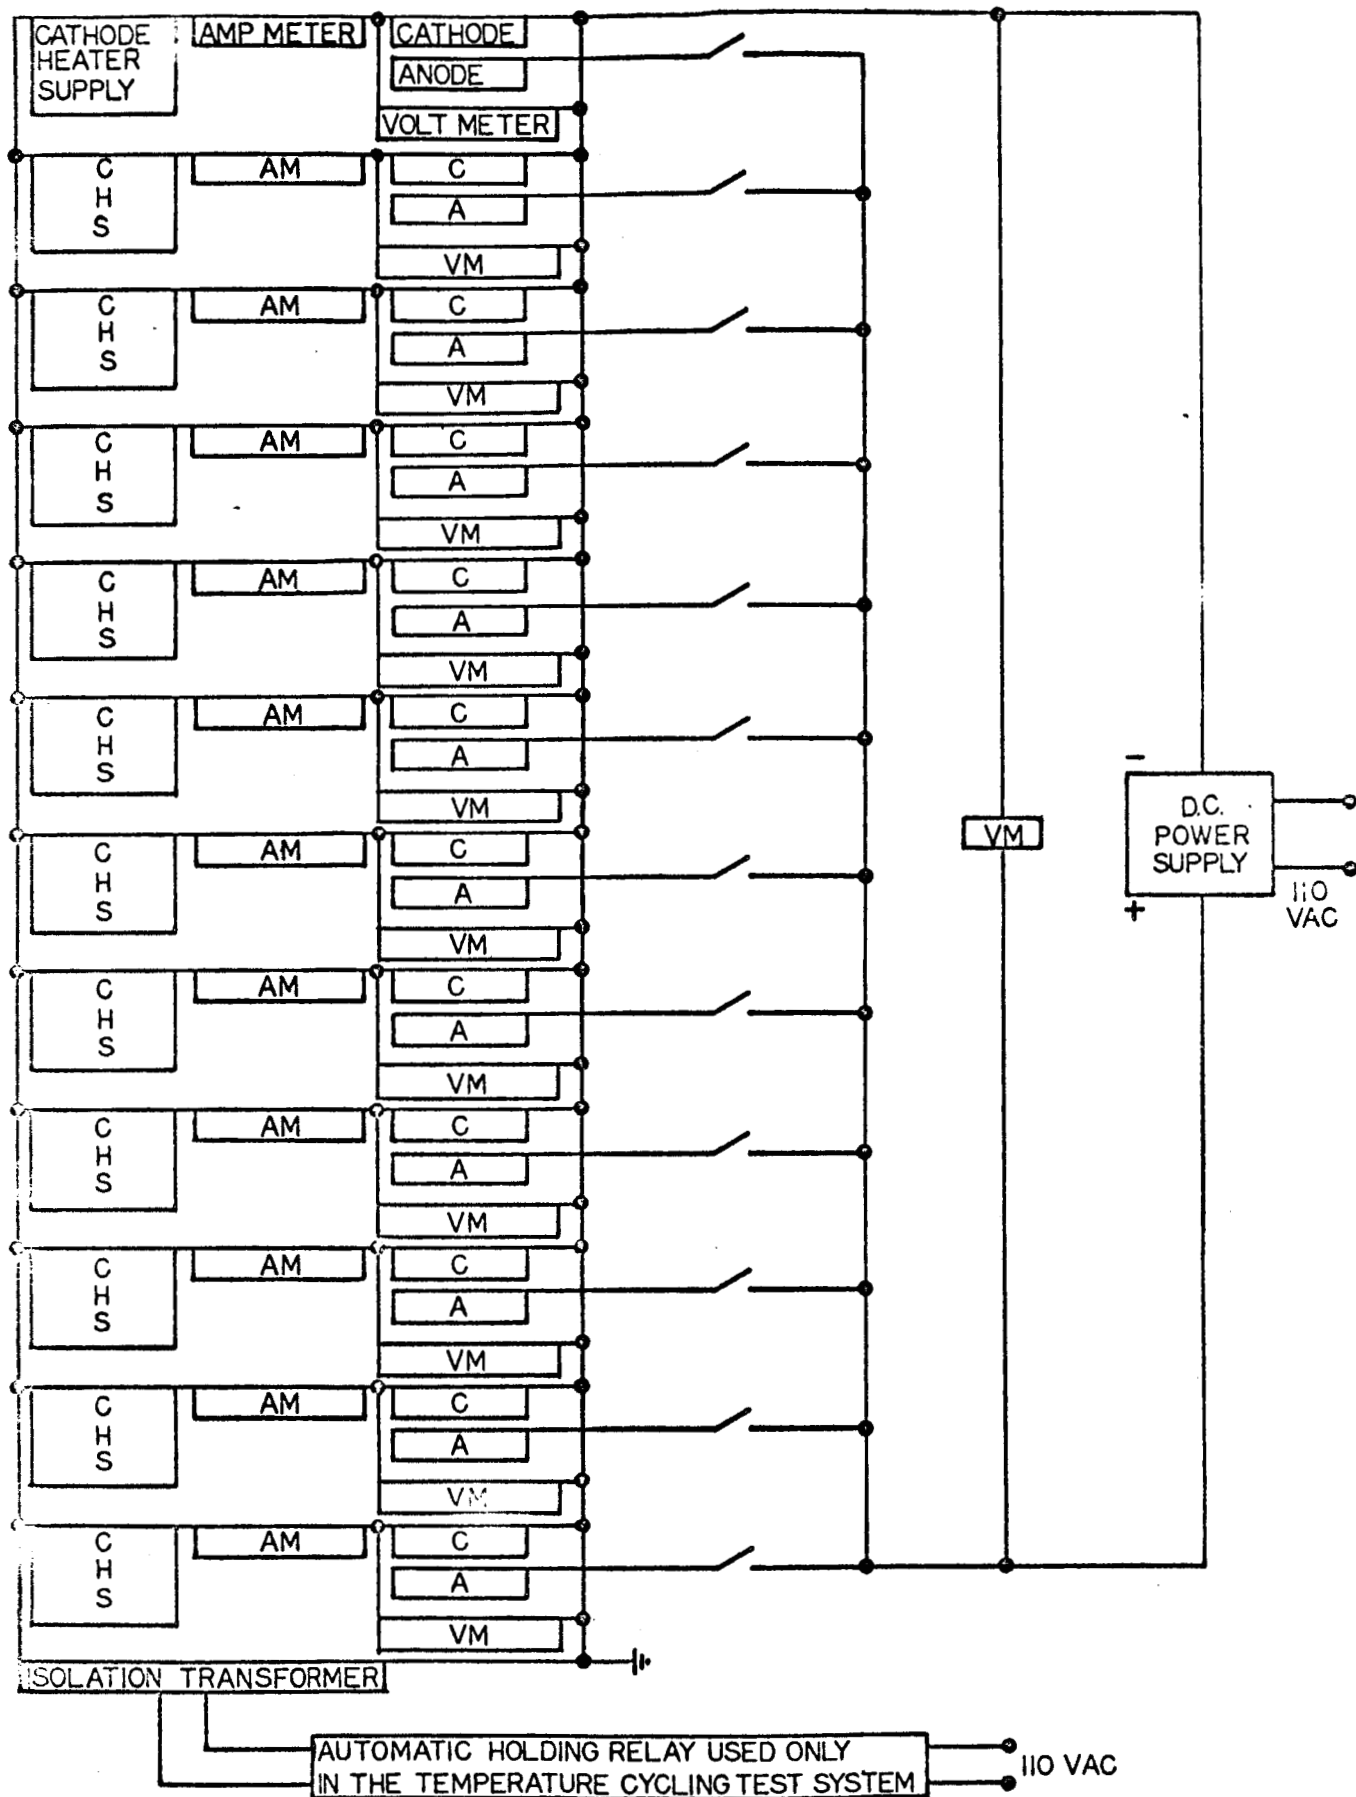 CATHODE
HEATER
SUPPLY
AMP METER
CATHODE
ANODE
VOLT METER
C
H
S
AM
C
A
VM
C
H
S
AM
C
A
VM
C
H
S
AM
C
A
VM
C
H
S
AM
C
A
VM
C
H
S
AM
C
A
VM
C
H
S
AM
C
A
VM
C
H
S
AM
C
A
VM
C
H
S
AM
C
A
VM
C
H
S
AM
C
A
VM
C
H
S
AM
C
A
VM
C
H
S
AM
C
A
VM
VM
-
D.C.
POWER
SUPPLY
+
110
VAC
ISOLATION TRANSFORMER
AUTOMATIC HOLDING RELAY USED ONLY
IN THE TEMPERATURE CYCLING TEST SYSTEM
110 VAC